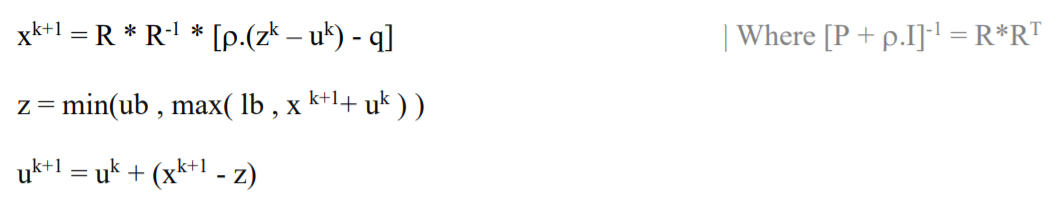 xᵏ⁺¹ = R * R⁻¹ * [ρ.(zᵏ – uᵏ) - q] | Where [P + ρ.I]⁻¹ = R*Rᵀ
z = min(ub , max( lb , x ᵏ⁺¹+ uᵏ ) )
uᵏ⁺¹ = uᵏ + (xᵏ⁺¹ - z)